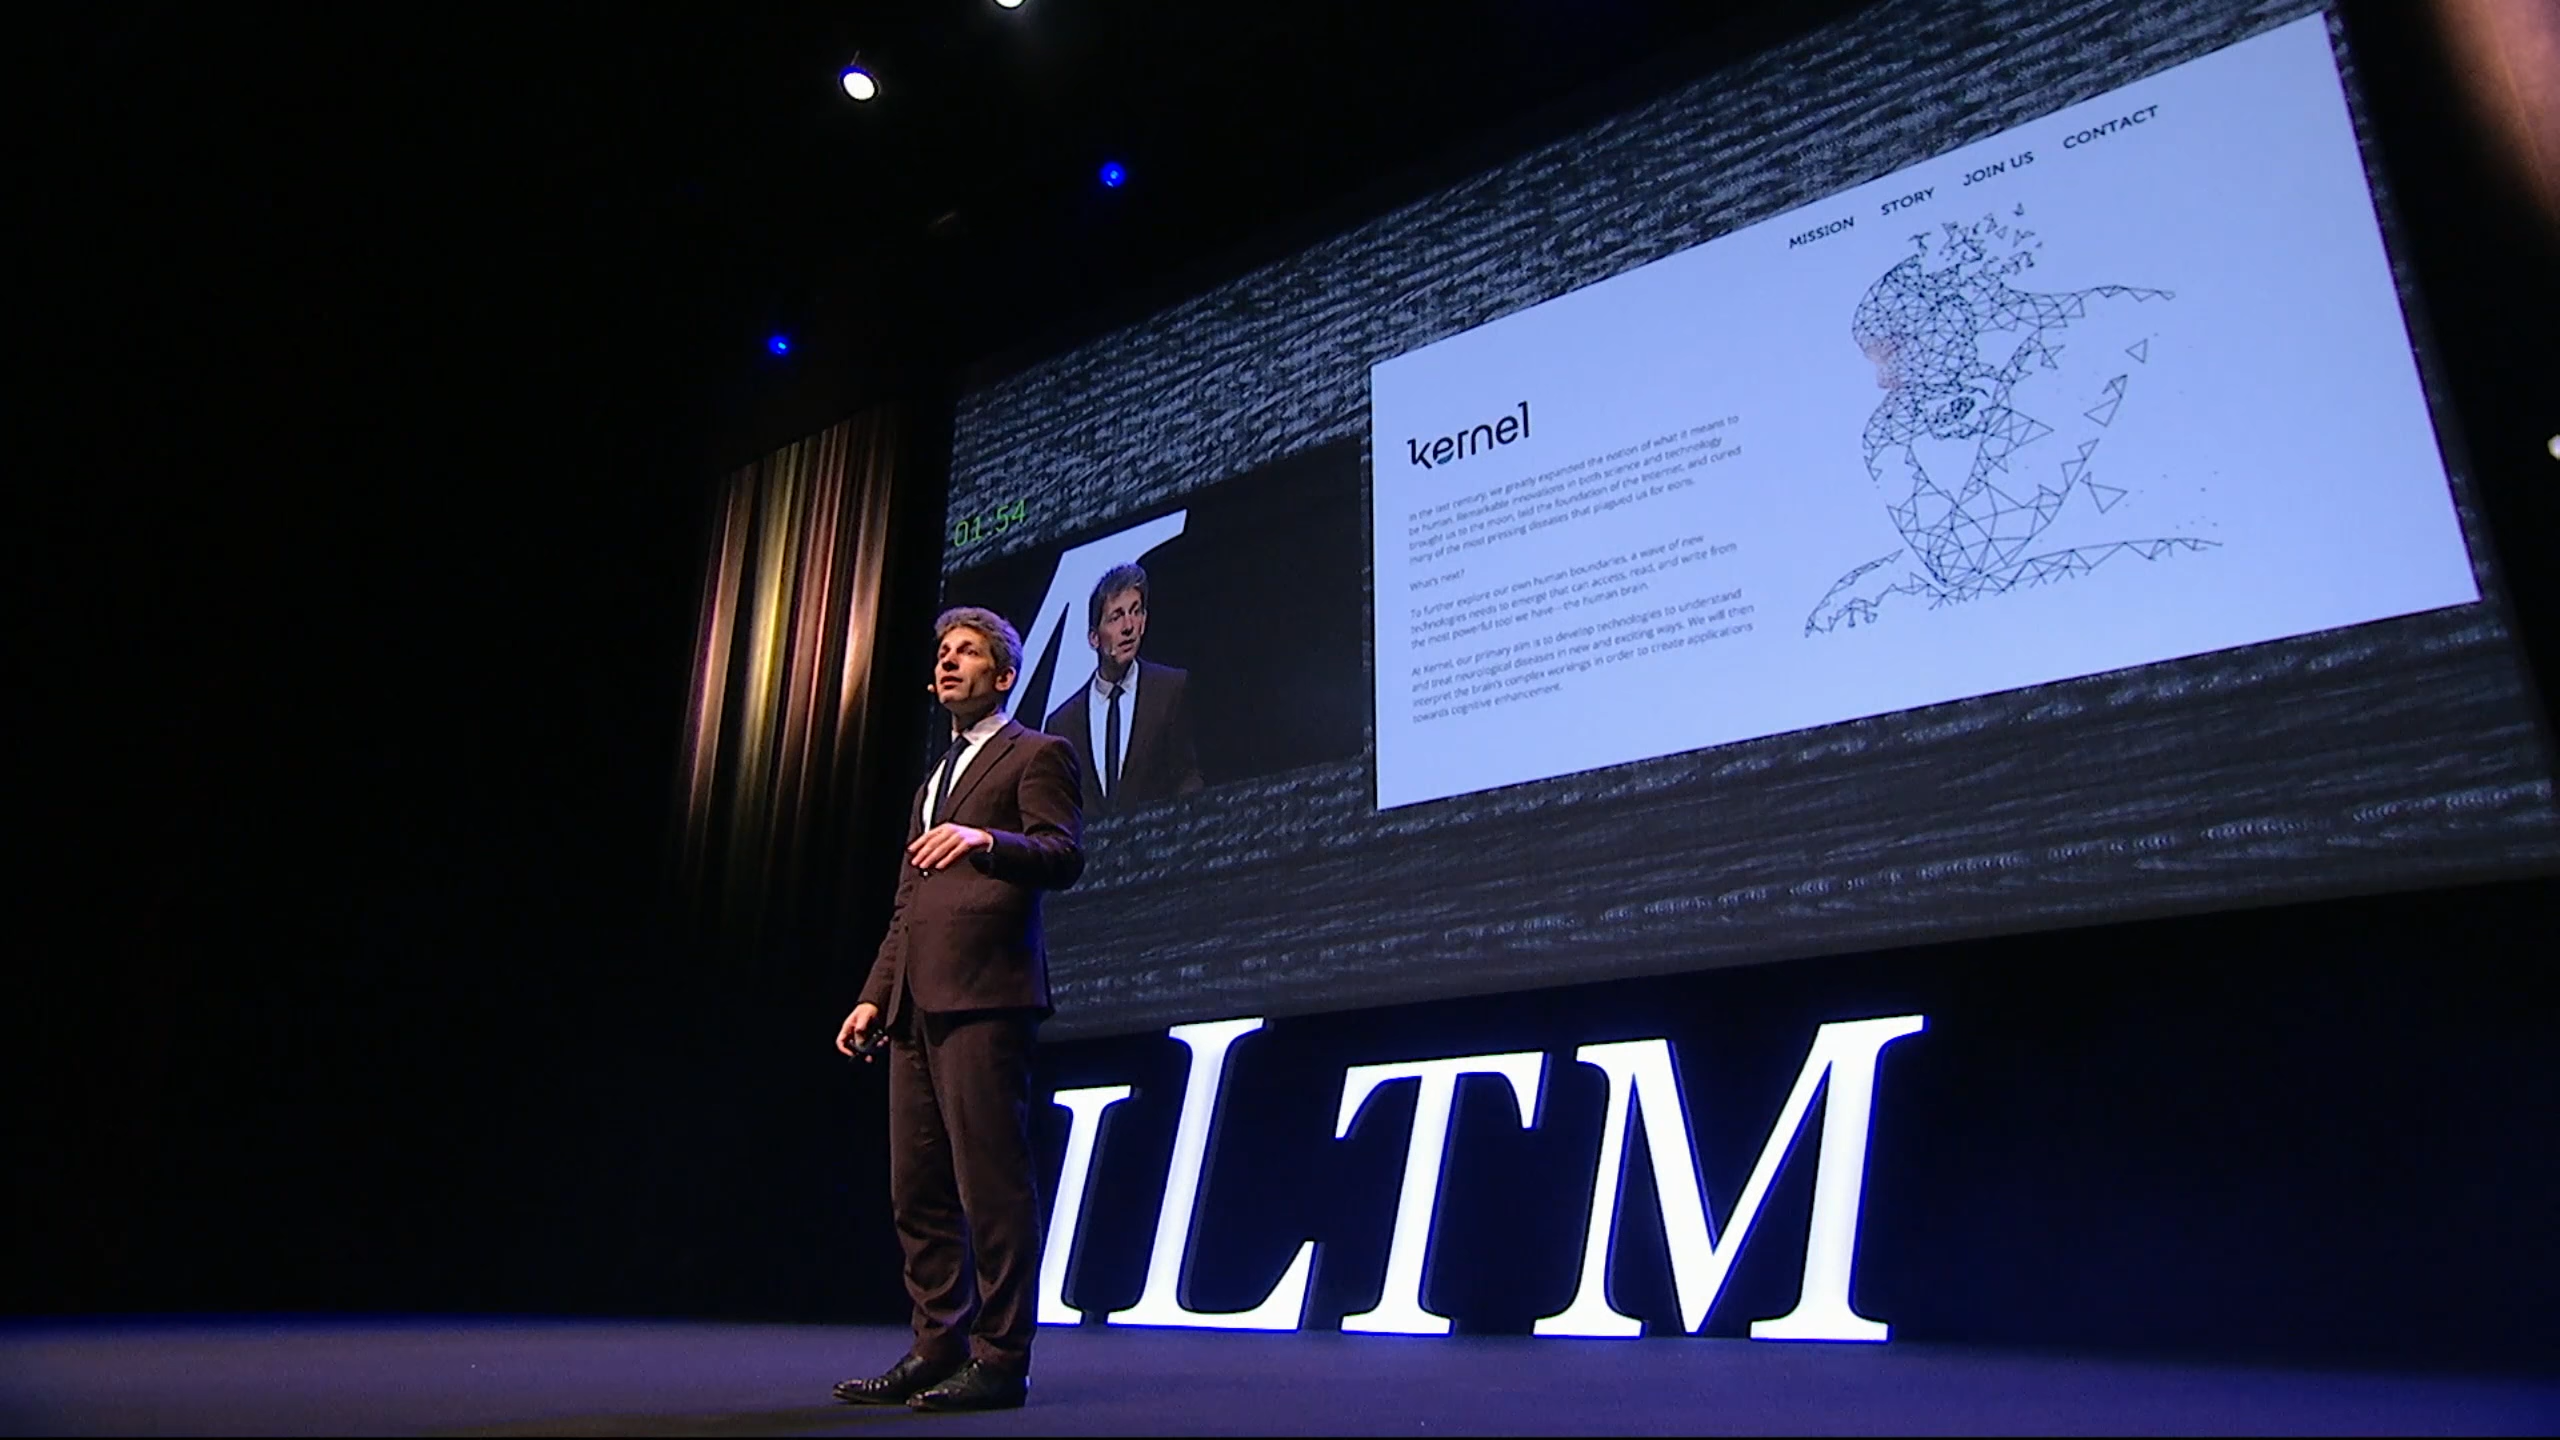 MISSION STORY JOIN US CONTACT
01:54
kernel
In the last century, we greatly expanded the notion of what it means to
be human. Remarkable innovations in both science and technology
brought us to the moon, laid the foundation of the Internet, and cured
many of the most pressing diseases that plagued us for eons.
What's next?
To further explore our own human boundaries, a wave of new
technologies needs to emerge that can access, read, and write from
the most powerful tool we have—the human brain.
At Kernel, our primary aim is to develop technologies to understand
and treat neurological diseases in new and exciting ways. We will then
interpret the brain's complex workings in order to create applications
towards cognitive enhancement.
ILTM